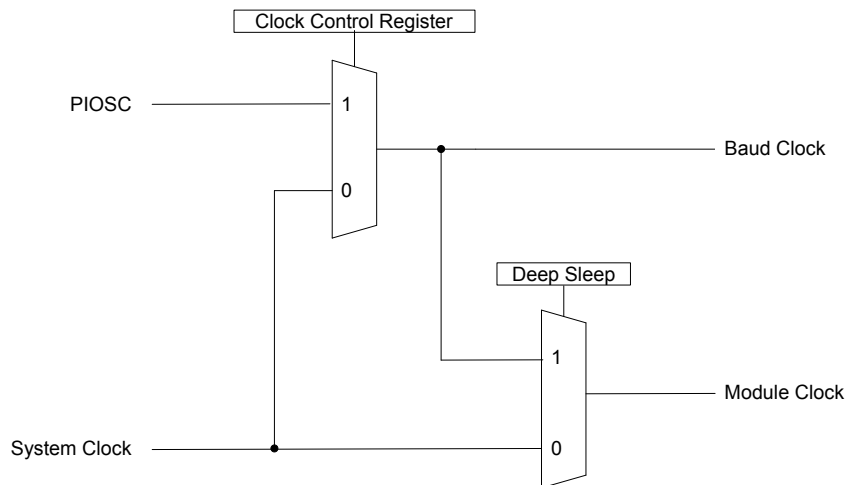 Clock Control Register
PIOSC
1
Baud Clock
0
Deep Sleep
1
Module Clock
System Clock
0